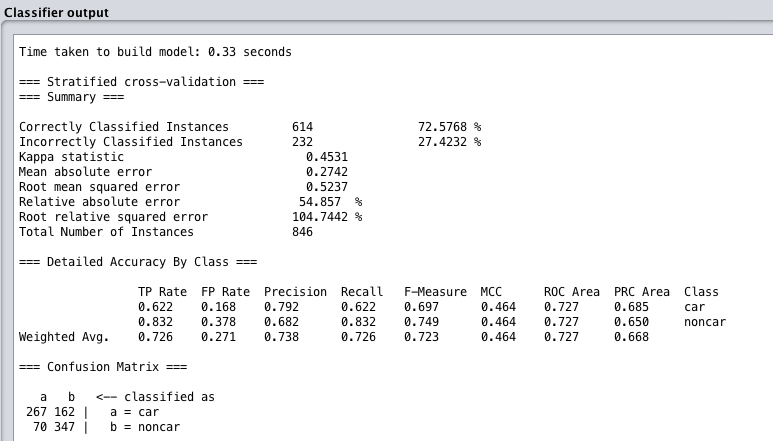 Classifier output
Time taken to build model: 0.33 seconds
=== Stratified cross-validation ===
=== Summary ===
Correctly Classified Instances         614               72.5768 %
Incorrectly Classified Instances       232               27.4232 %
Kappa statistic                          0.4531
Mean absolute error                      0.2742
Root mean squared error                  0.5237
Relative absolute error                 54.857  %
Root relative squared error            104.7442 %
Total Number of Instances              846
=== Detailed Accuracy By Class ===
                 TP Rate  FP Rate  Precision  Recall   F-Measure  MCC      ROC Area  PRC Area  Class
                 0.622    0.168    0.792      0.622    0.697      0.464    0.727     0.685     car
                 0.832    0.378    0.682      0.832    0.749      0.464    0.727     0.650     noncar
Weighted Avg.    0.726    0.271    0.738      0.726    0.723      0.464    0.727     0.668
=== Confusion Matrix ===
   a   b   <-- classified as
 267 162 |   a = car
  70 347 |   b = noncar